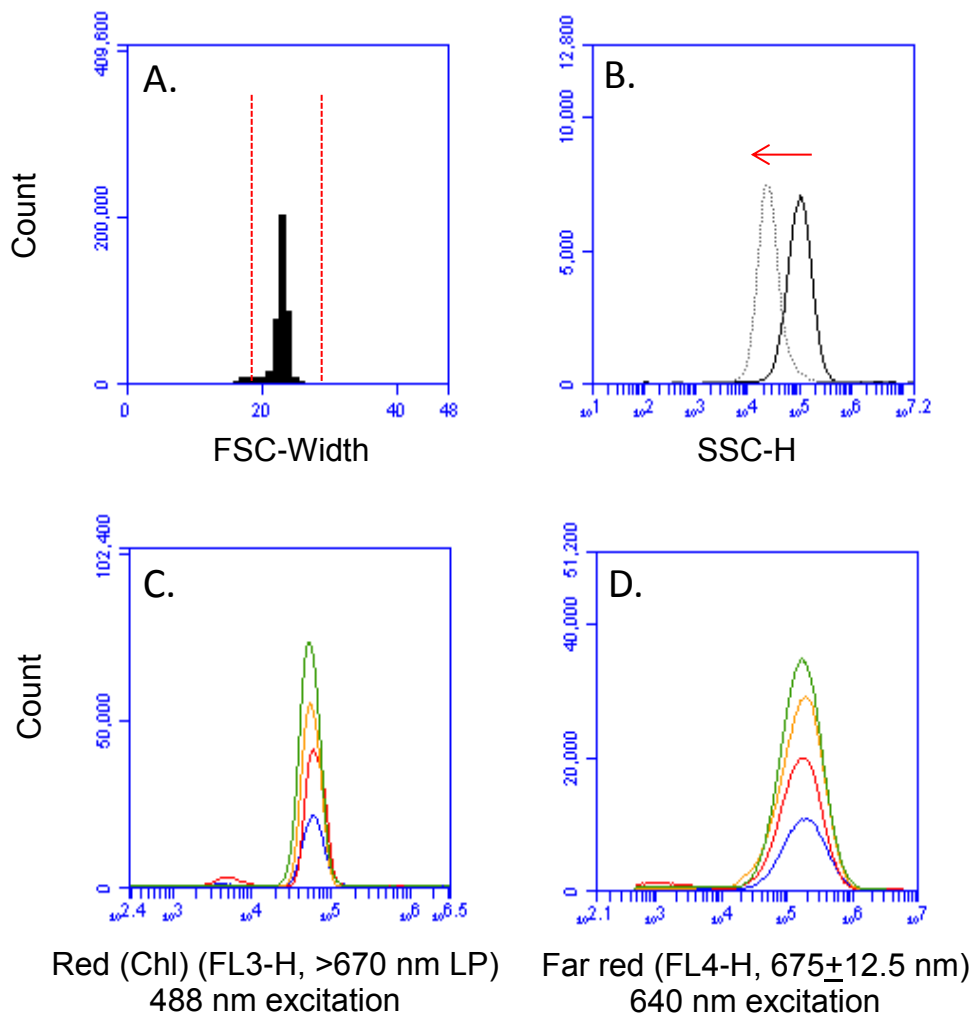 A.
409,600
200,000
0
0 20 40 48
Count
FSC-Width
B.
12,800
10,000
5,000
0
10^1 10^2 10^3 10^4 10^5 10^6 10^7.2
SSC-H
C.
102,400
50,000
0
10^2.4 10^3 10^4 10^5 10^6 10^6.5
Count
Red (Chl) (FL3-H, >670 nm LP)
488 nm excitation
D.
51,200
40,000
20,000
0
10^2.1 10^3 10^4 10^5 10^6 10^7
Far red (FL4-H, 675±12.5 nm)
640 nm excitation